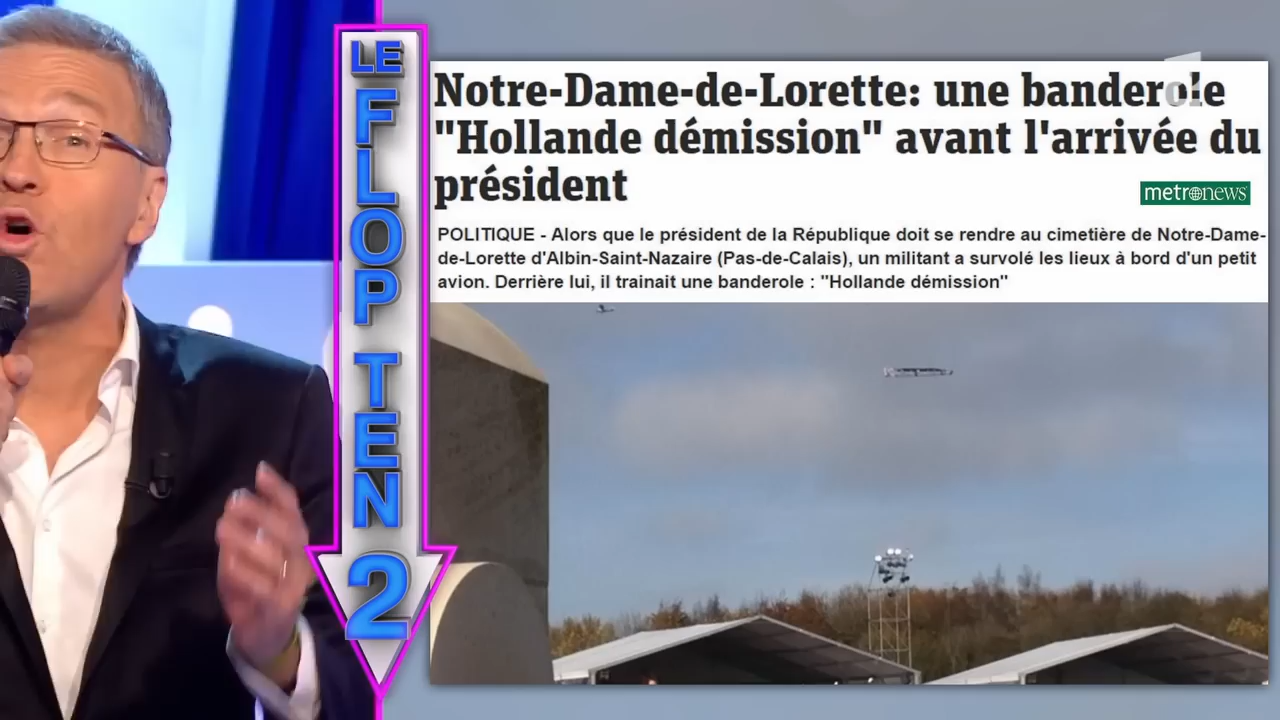 LE
FLOP
TEN
2
Notre-Dame-de-Lorette: une banderole
"Hollande démission" avant l'arrivée du
président
metronews
POLITIQUE - Alors que le président de la République doit se rendre au cimetière de Notre-Dame-
de-Lorette d'Albin-Saint-Nazaire (Pas-de-Calais), un militant a survolé les lieux à bord d'un petit
avion. Derrière lui, il trainait une banderole : "Hollande démission"